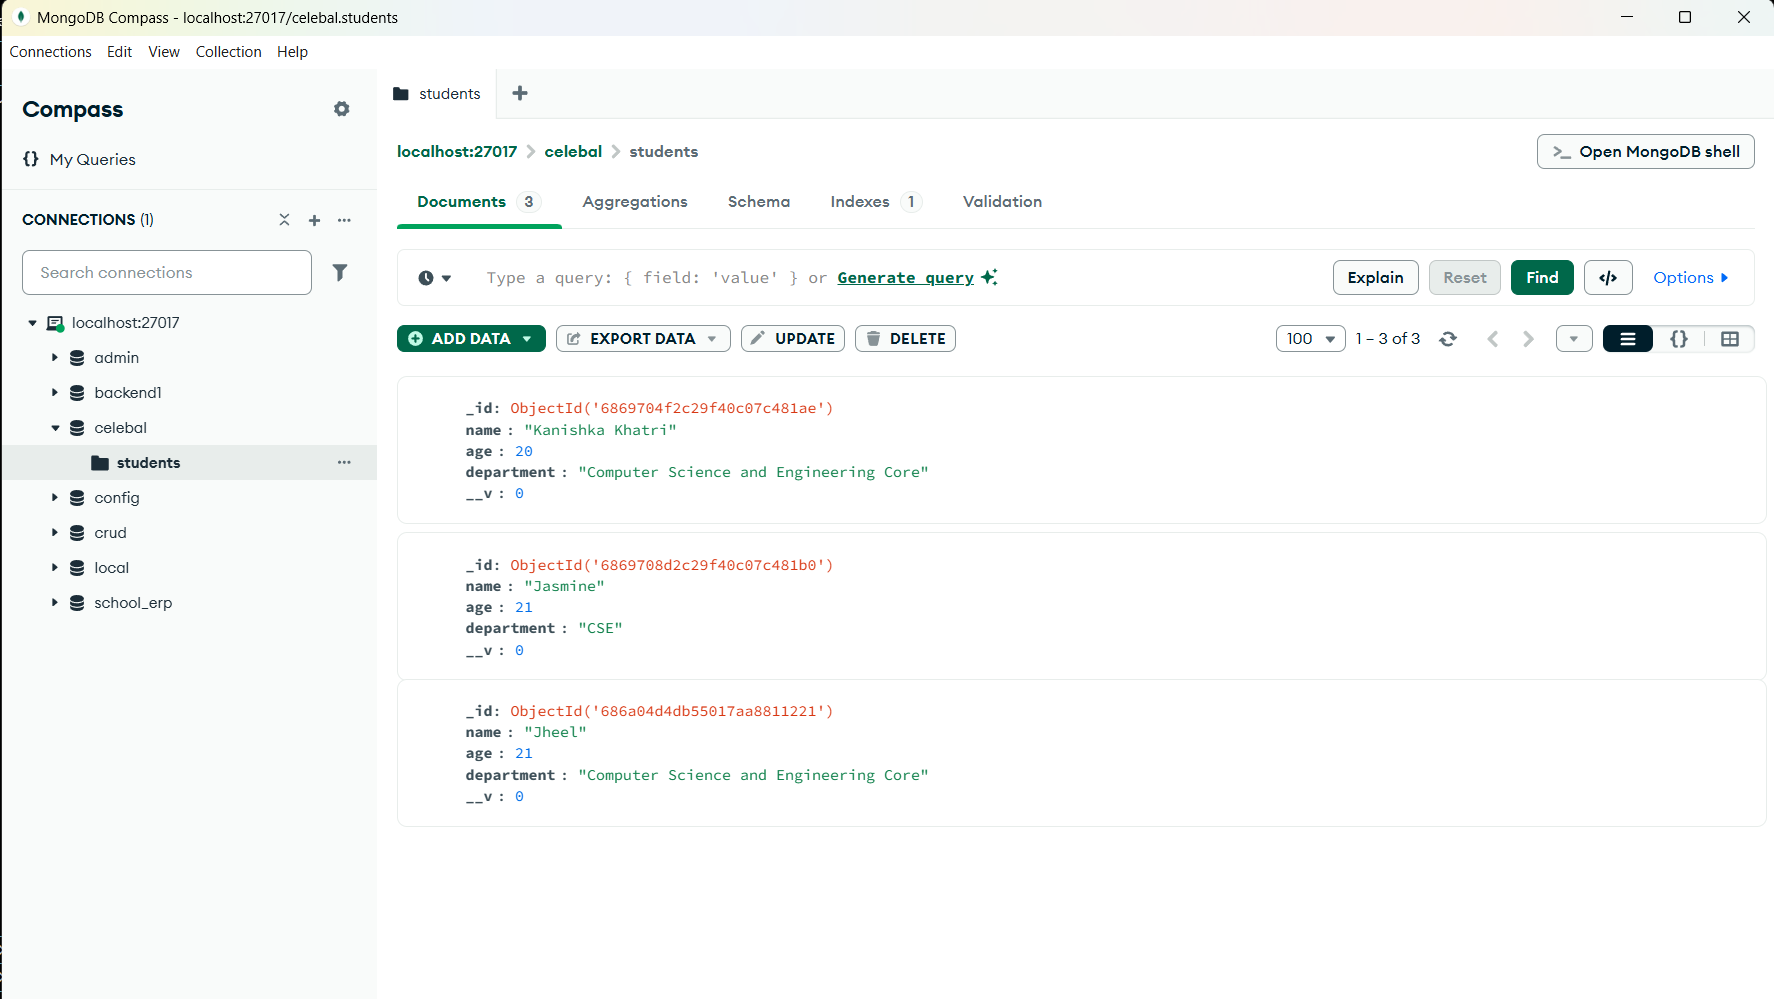 MongoDB Compass - localhost:27017/celebal.students
Connections Edit View Collection Help
Compass
{} My Queries
CONNECTIONS (1)
Search connections
localhost:27017
admin
backend1
celebal
students
config
crud
local
school_erp
students
localhost:27017 > celebal > students
>_ Open MongoDB shell
Documents 3 Aggregations Schema Indexes 1 Validation
Type a query: { field: 'value' } or Generate query
Explain Reset Find </> Options
ADD DATA EXPORT DATA UPDATE DELETE
100 1 – 3 of 3 {}
_id: ObjectId('6869704f2c29f40c07c481ae')
name : "Kanishka Khatri"
age : 20
department : "Computer Science and Engineering Core"
__v : 0
_id: ObjectId('6869708d2c29f40c07c481b0')
name : "Jasmine"
age : 21
department : "CSE"
__v : 0
_id: ObjectId('686a04d4db55017aa8811221')
name : "Jheel"
age : 21
department : "Computer Science and Engineering Core"
__v : 0